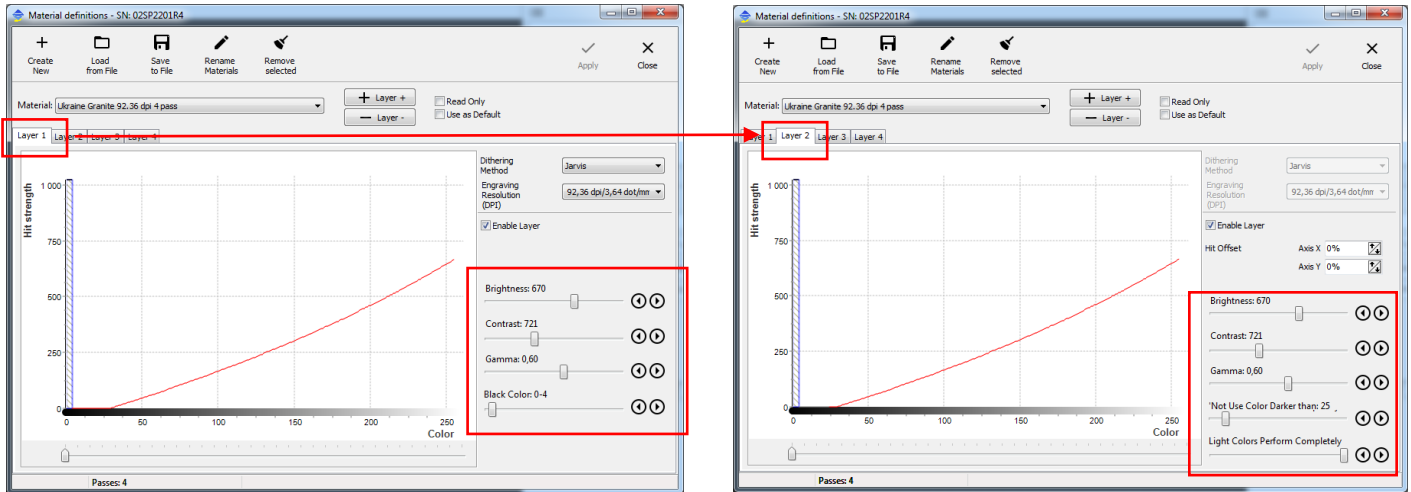 Material definitions - SN: 02SP2201R4
Create New
Load from File
Save to File
Rename Materials
Remove selected
Apply
Close
Material: Ukraine Granite 92.36 dpi 4 pass
Layer +
Layer -
Read Only
Use as Default
Layer 1 Layer 2 Layer 3 Layer 4
Hit strength
1 000
750
500
250
0
0 50 100 150 200 250
Color
Dithering Method
Jarvis
Engraving Resolution (DPI)
92,36 dpi/3,64 dot/mm
Enable Layer
Brightness: 670
Contrast: 721
Gamma: 0,60
Black Color: 0-4
Passes: 4
Material definitions - SN: 02SP2201R4
Create New
Load from File
Save to File
Rename Materials
Remove selected
Apply
Close
Material: Ukraine Granite 92.36 dpi 4 pass
Layer +
Layer -
Read Only
Use as Default
Layer 1 Layer 2 Layer 3 Layer 4
Hit strength
1 000
750
500
250
0
0 50 100 150 200 250
Color
Dithering Method
Jarvis
Engraving Resolution (DPI)
92,36 dpi/3,64 dot/mm
Enable Layer
Hit Offset
Axis X 0%
Axis Y 0%
Brightness: 670
Contrast: 721
Gamma: 0,60
'Not Use Color Darker than: 25
Light Colors Perform Completely
Passes: 4